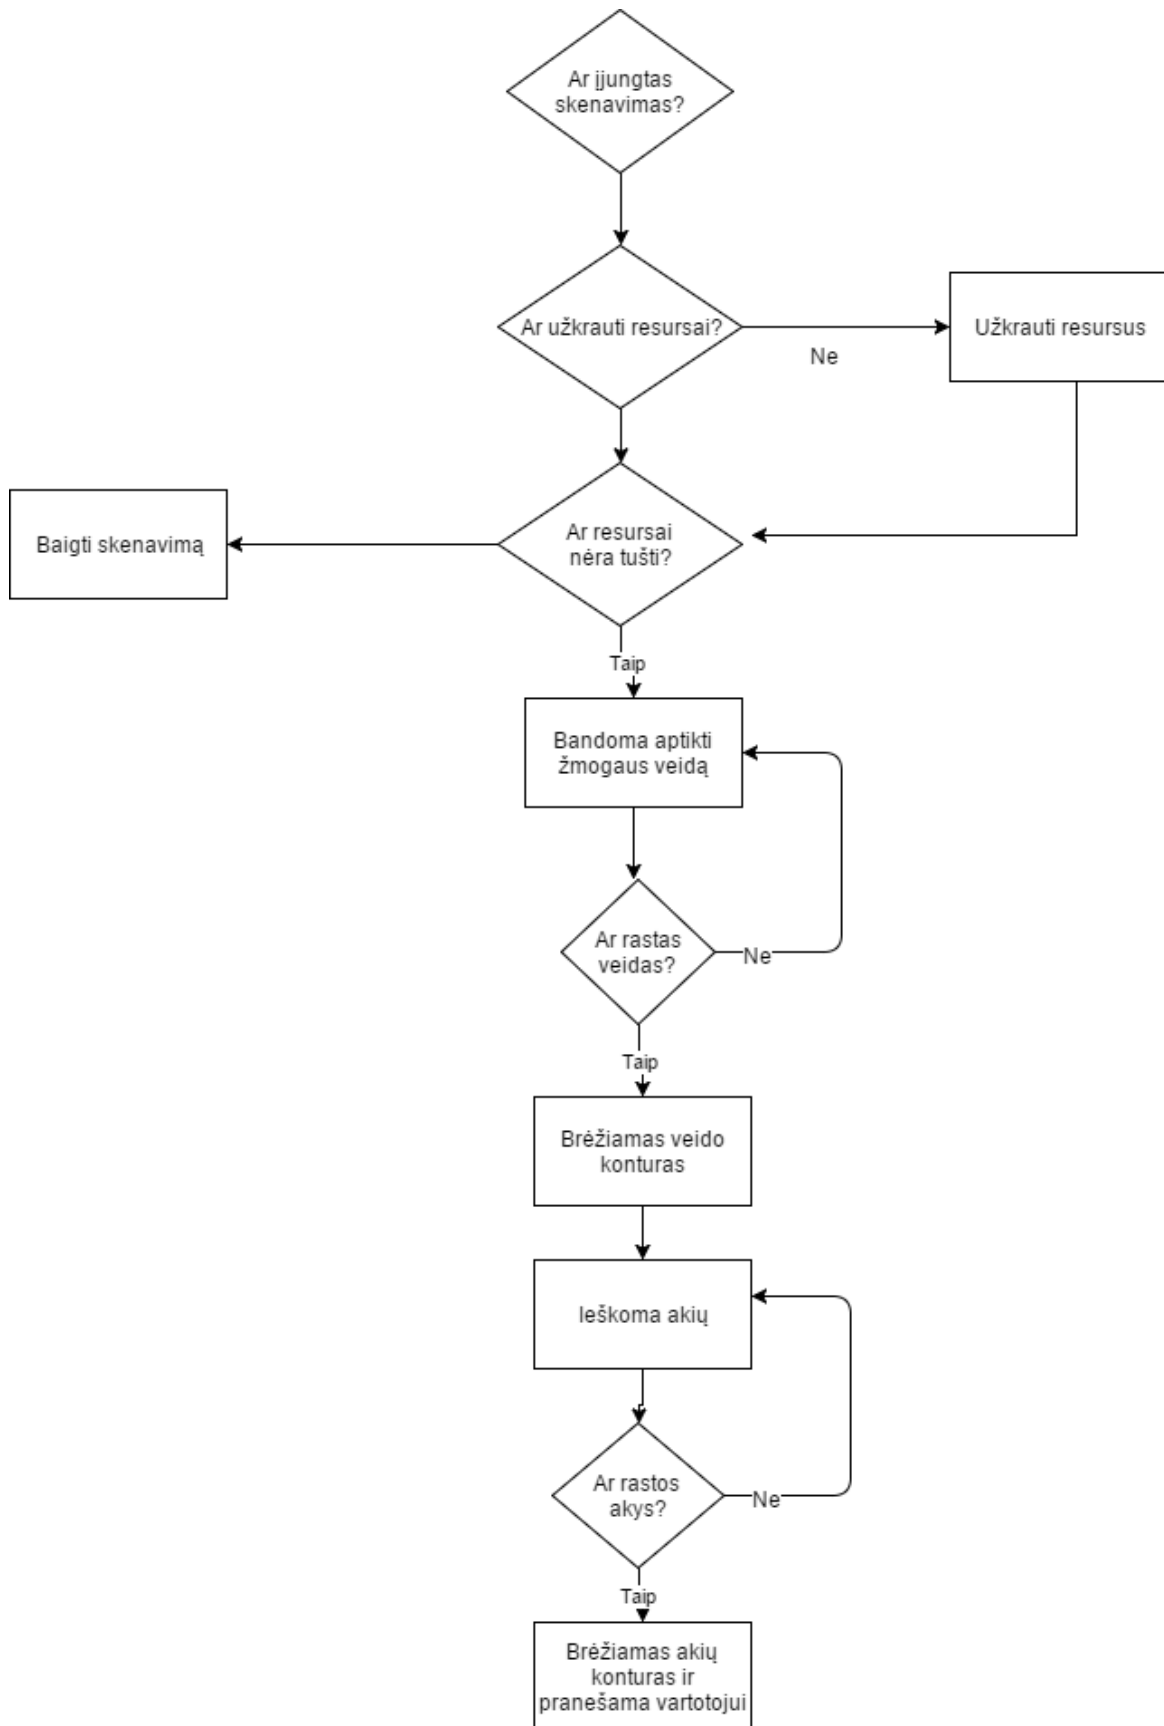 Ar įjungtas
skenavimas?
Ar užkrauti resursai?
Ne
Užkrauti resursus
Baigti skenavimą
Ar resursai
nėra tušti?
Taip
Bandoma aptikti
žmogaus veidą
Ar rastas
veidas?
Ne
Taip
Brėžiamas veido
konturas
Ieškoma akių
Ar rastos
akys?
Ne
Taip
Brėžiamas akių
konturas ir
pranešama vartotojui